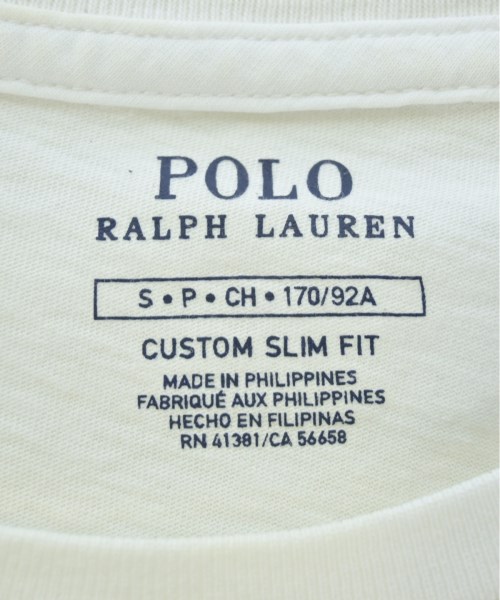 POLO
RALPH LAUREN
S • P • CH • 170/92A
CUSTOM SLIM FIT
MADE IN PHILIPPINES
FABRIQUÉ AUX PHILIPPINES
HECHO EN FILIPINAS
RN 41381/CA 56658